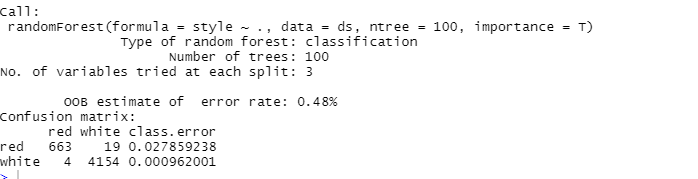 Call:
randomForest(formula = style ~ ., data = ds, ntree = 100, importance = T)
Type of random forest: classification
Number of trees: 100
No. of variables tried at each split: 3
OOB estimate of error rate: 0.48%
Confusion matrix:
red white class.error
red 663 19 0.027859238
white 4 4154 0.000962001
>